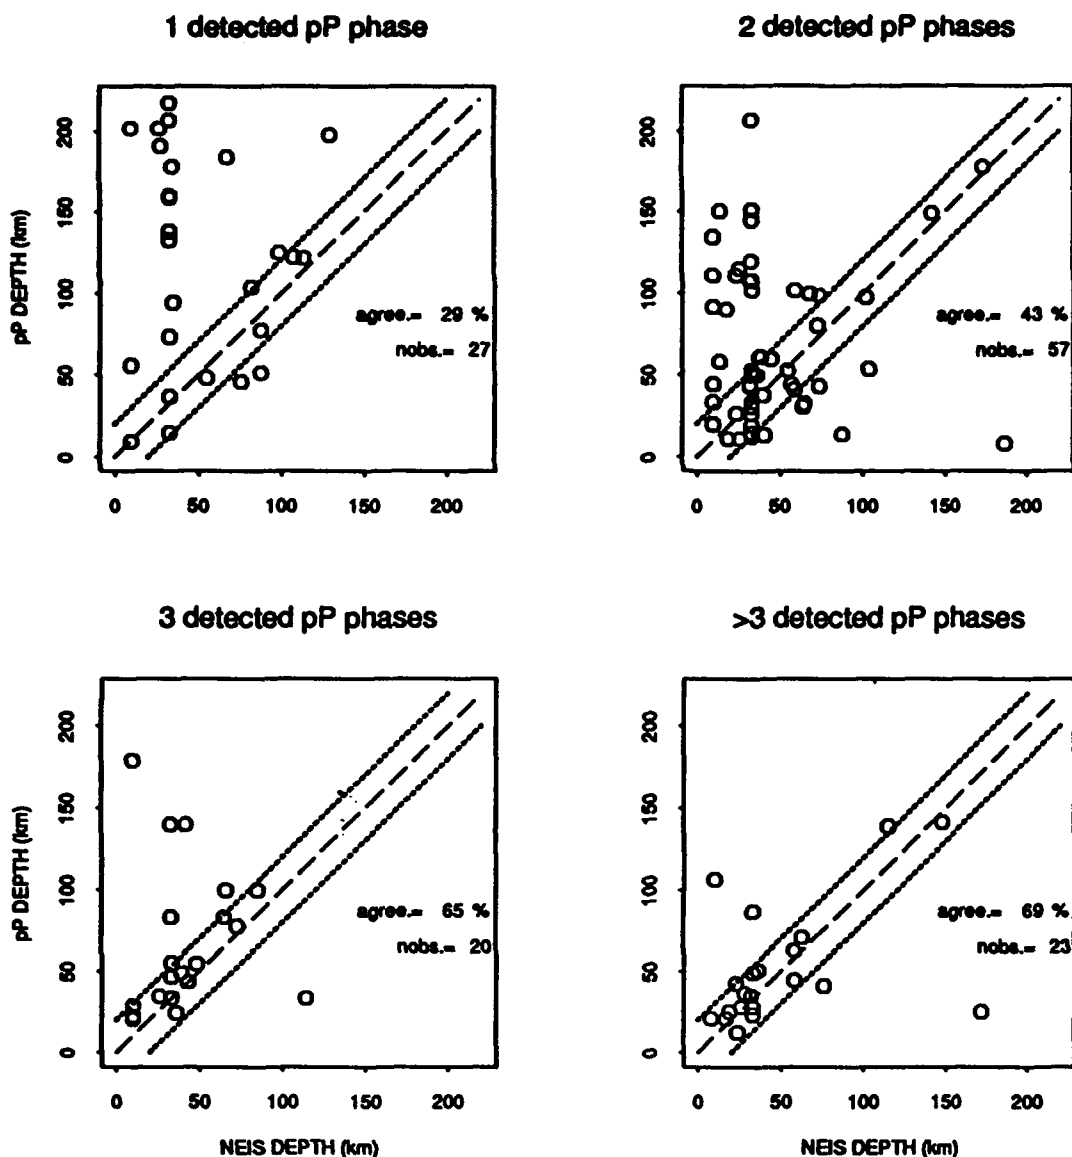 1 detected pP phase
2 detected pP phases
pP DEPTH (km)
200
150
100
50
0
agree.= 29 %
nobs.= 27
0 50 100 150 200
200
150
100
50
0
agree.= 43 %
nobs.= 57
0 50 100 150 200
3 detected pP phases
>3 detected pP phases
pP DEPTH (km)
200
150
100
50
0
agree.= 65 %
nobs.= 20
0 50 100 150 200
NEIS DEPTH (km)
200
150
100
50
0
agree.= 69 %
nobs.= 23
0 50 100 150 200
NEIS DEPTH (km)